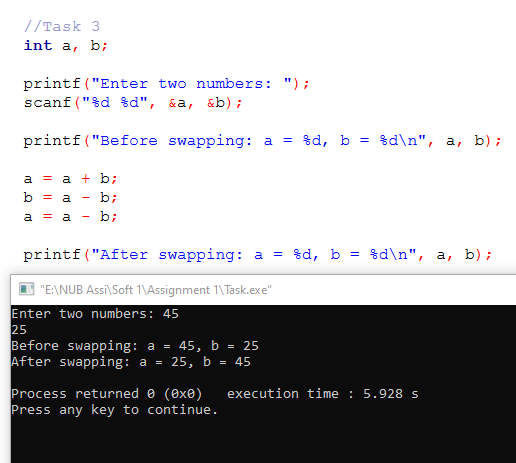 //Task 3
int a, b;
printf("Enter two numbers: ");
scanf("%d %d", &a, &b);
printf("Before swapping: a = %d, b = %d\n", a, b);
a = a + b;
b = a - b;
a = a - b;
printf("After swapping: a = %d, b = %d\n", a, b);
"E:\NUB Assi\Soft 1\Assignment 1\Task.exe"
Enter two numbers: 45
25
Before swapping: a = 45, b = 25
After swapping: a = 25, b = 45
Process returned 0 (0x0)   execution time : 5.928 s
Press any key to continue.